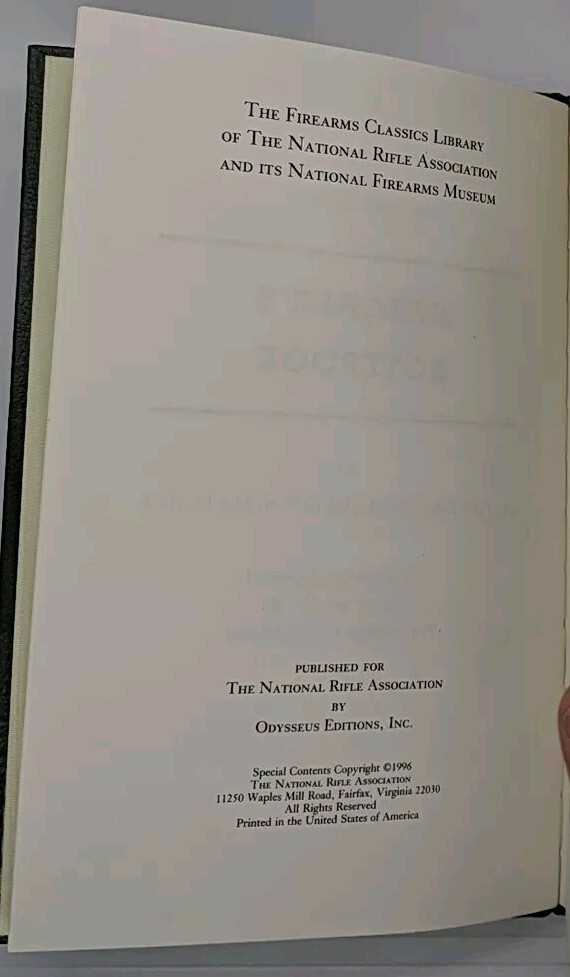 The Firearms Classics Library
of The National Rifle Association
and its National Firearms Museum
published for
The National Rifle Association
by
Odysseus Editions, Inc.
Special Contents Copyright ©1996
The National Rifle Association
11250 Waples Mill Road, Fairfax, Virginia 22030
All Rights Reserved
Printed in the United States of America